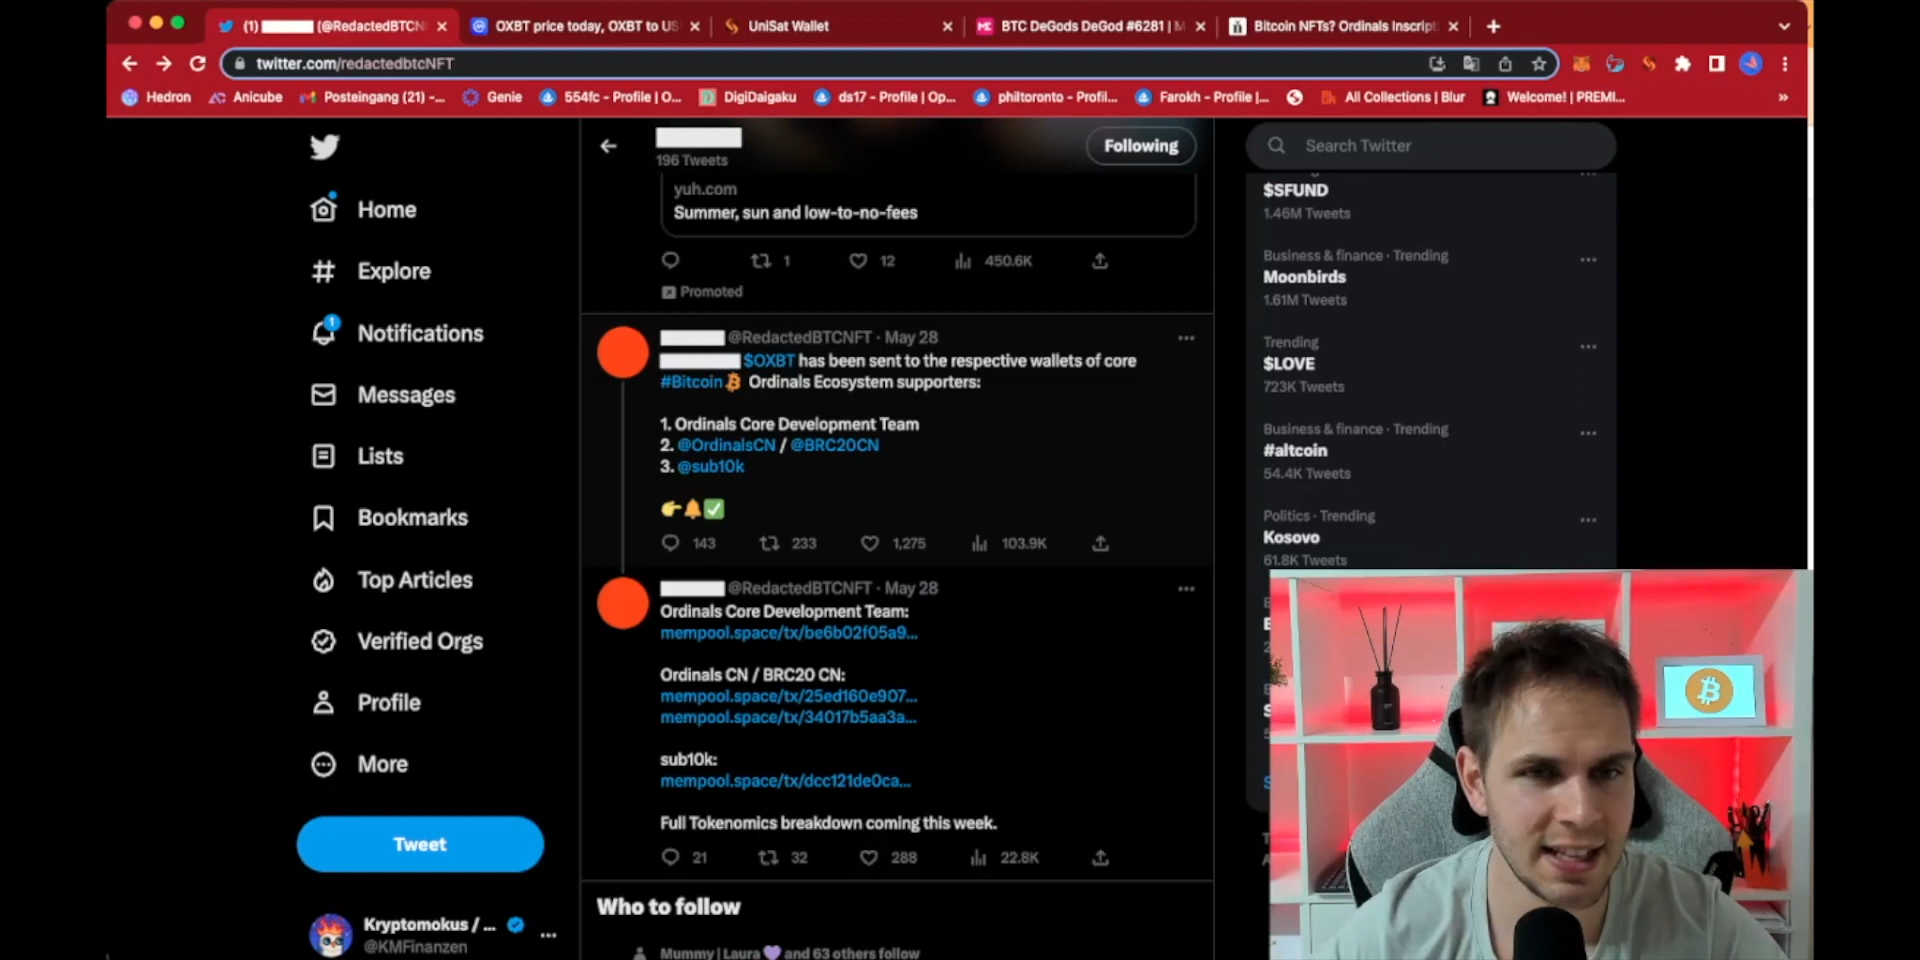 (1) (@RedactedBTCN
OXBT price today, OXBT to US
UniSat Wallet
BTC DeGods DeGod #6281 | M
Bitcoin NFTs? Ordinals Inscript
twitter.com/redactedbtcNFT
Hedron
Anicube
Posteingang (21) -...
Genie
554fc - Profile | O...
DigiDaigaku
ds17 - Profile | Op...
philtoronto - Profil...
Farokh - Profile |...
All Collections | Blur
Welcome! | PREMI...
»
Home
Explore
1
Notifications
Messages
Lists
Bookmarks
Top Articles
Verified Orgs
Profile
More
Tweet
Kryptomokus / ...
@KMFinanzen
196 Tweets
Following
yuh.com
Summer, sun and low-to-no-fees
1 12 450.6K
Promoted
@RedactedBTCNFT · May 28
$OXBT has been sent to the respective wallets of core
#Bitcoin Ordinals Ecosystem supporters:
1. Ordinals Core Development Team
2. @OrdinalsCN / @BRC20CN
3. @sub10k
👉🔔✅
143 233 1,275 103.9K
@RedactedBTCNFT · May 28
Ordinals Core Development Team:
mempool.space/tx/be6b02f05a9...
Ordinals CN / BRC20 CN:
mempool.space/tx/25ed160e907...
mempool.space/tx/34017b5aa3a...
sub10k:
mempool.space/tx/dcc121de0ca...
Full Tokenomics breakdown coming this week.
21 32 288 22.8K
Who to follow
Mummy | Laura💜 and 63 others follow
Search Twitter
$SFUND
1.46M Tweets
Business & finance · Trending
Moonbirds
1.61M Tweets
Trending
$LOVE
723K Tweets
Business & finance · Trending
#altcoin
54.4K Tweets
Politics · Trending
Kosovo
61.8K Tweets